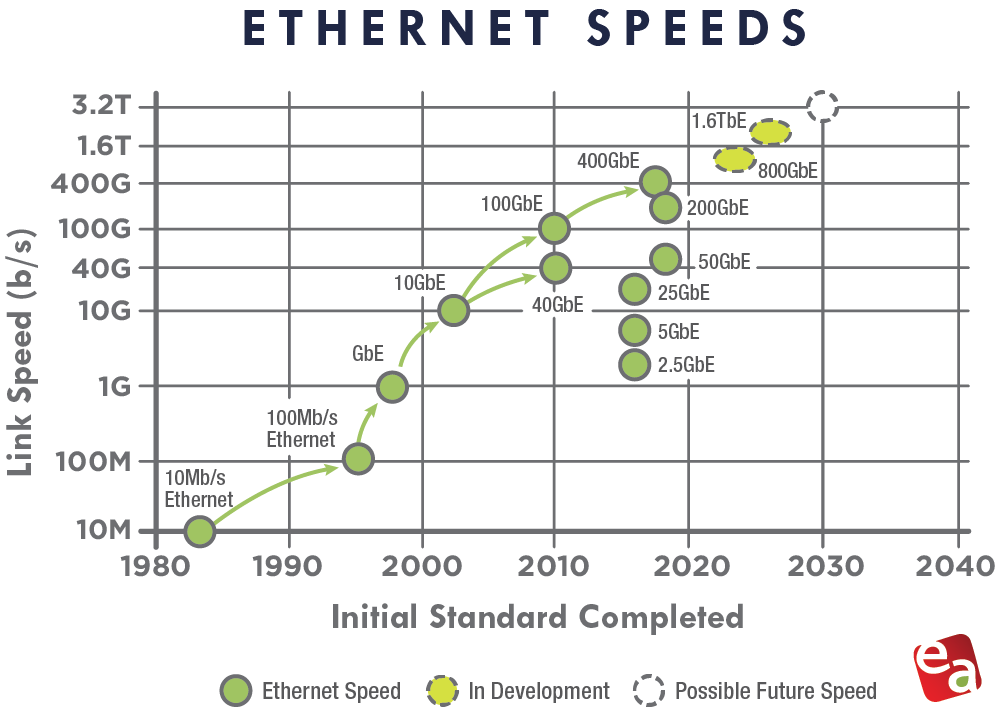 ETHERNET SPEEDS
Link Speed (b/s)
3.2T
1.6T
400G
100G
40G
10G
1G
100M
10M
1.6TbE
800GbE
400GbE
200GbE
100GbE
50GbE
10GbE
40GbE
25GbE
5GbE
GbE
2.5GbE
100Mb/s
Ethernet
10Mb/s
Ethernet
1980
1990
2000
2010
2020
2030
2040
Initial Standard Completed
Ethernet Speed
In Development
Possible Future Speed
ea